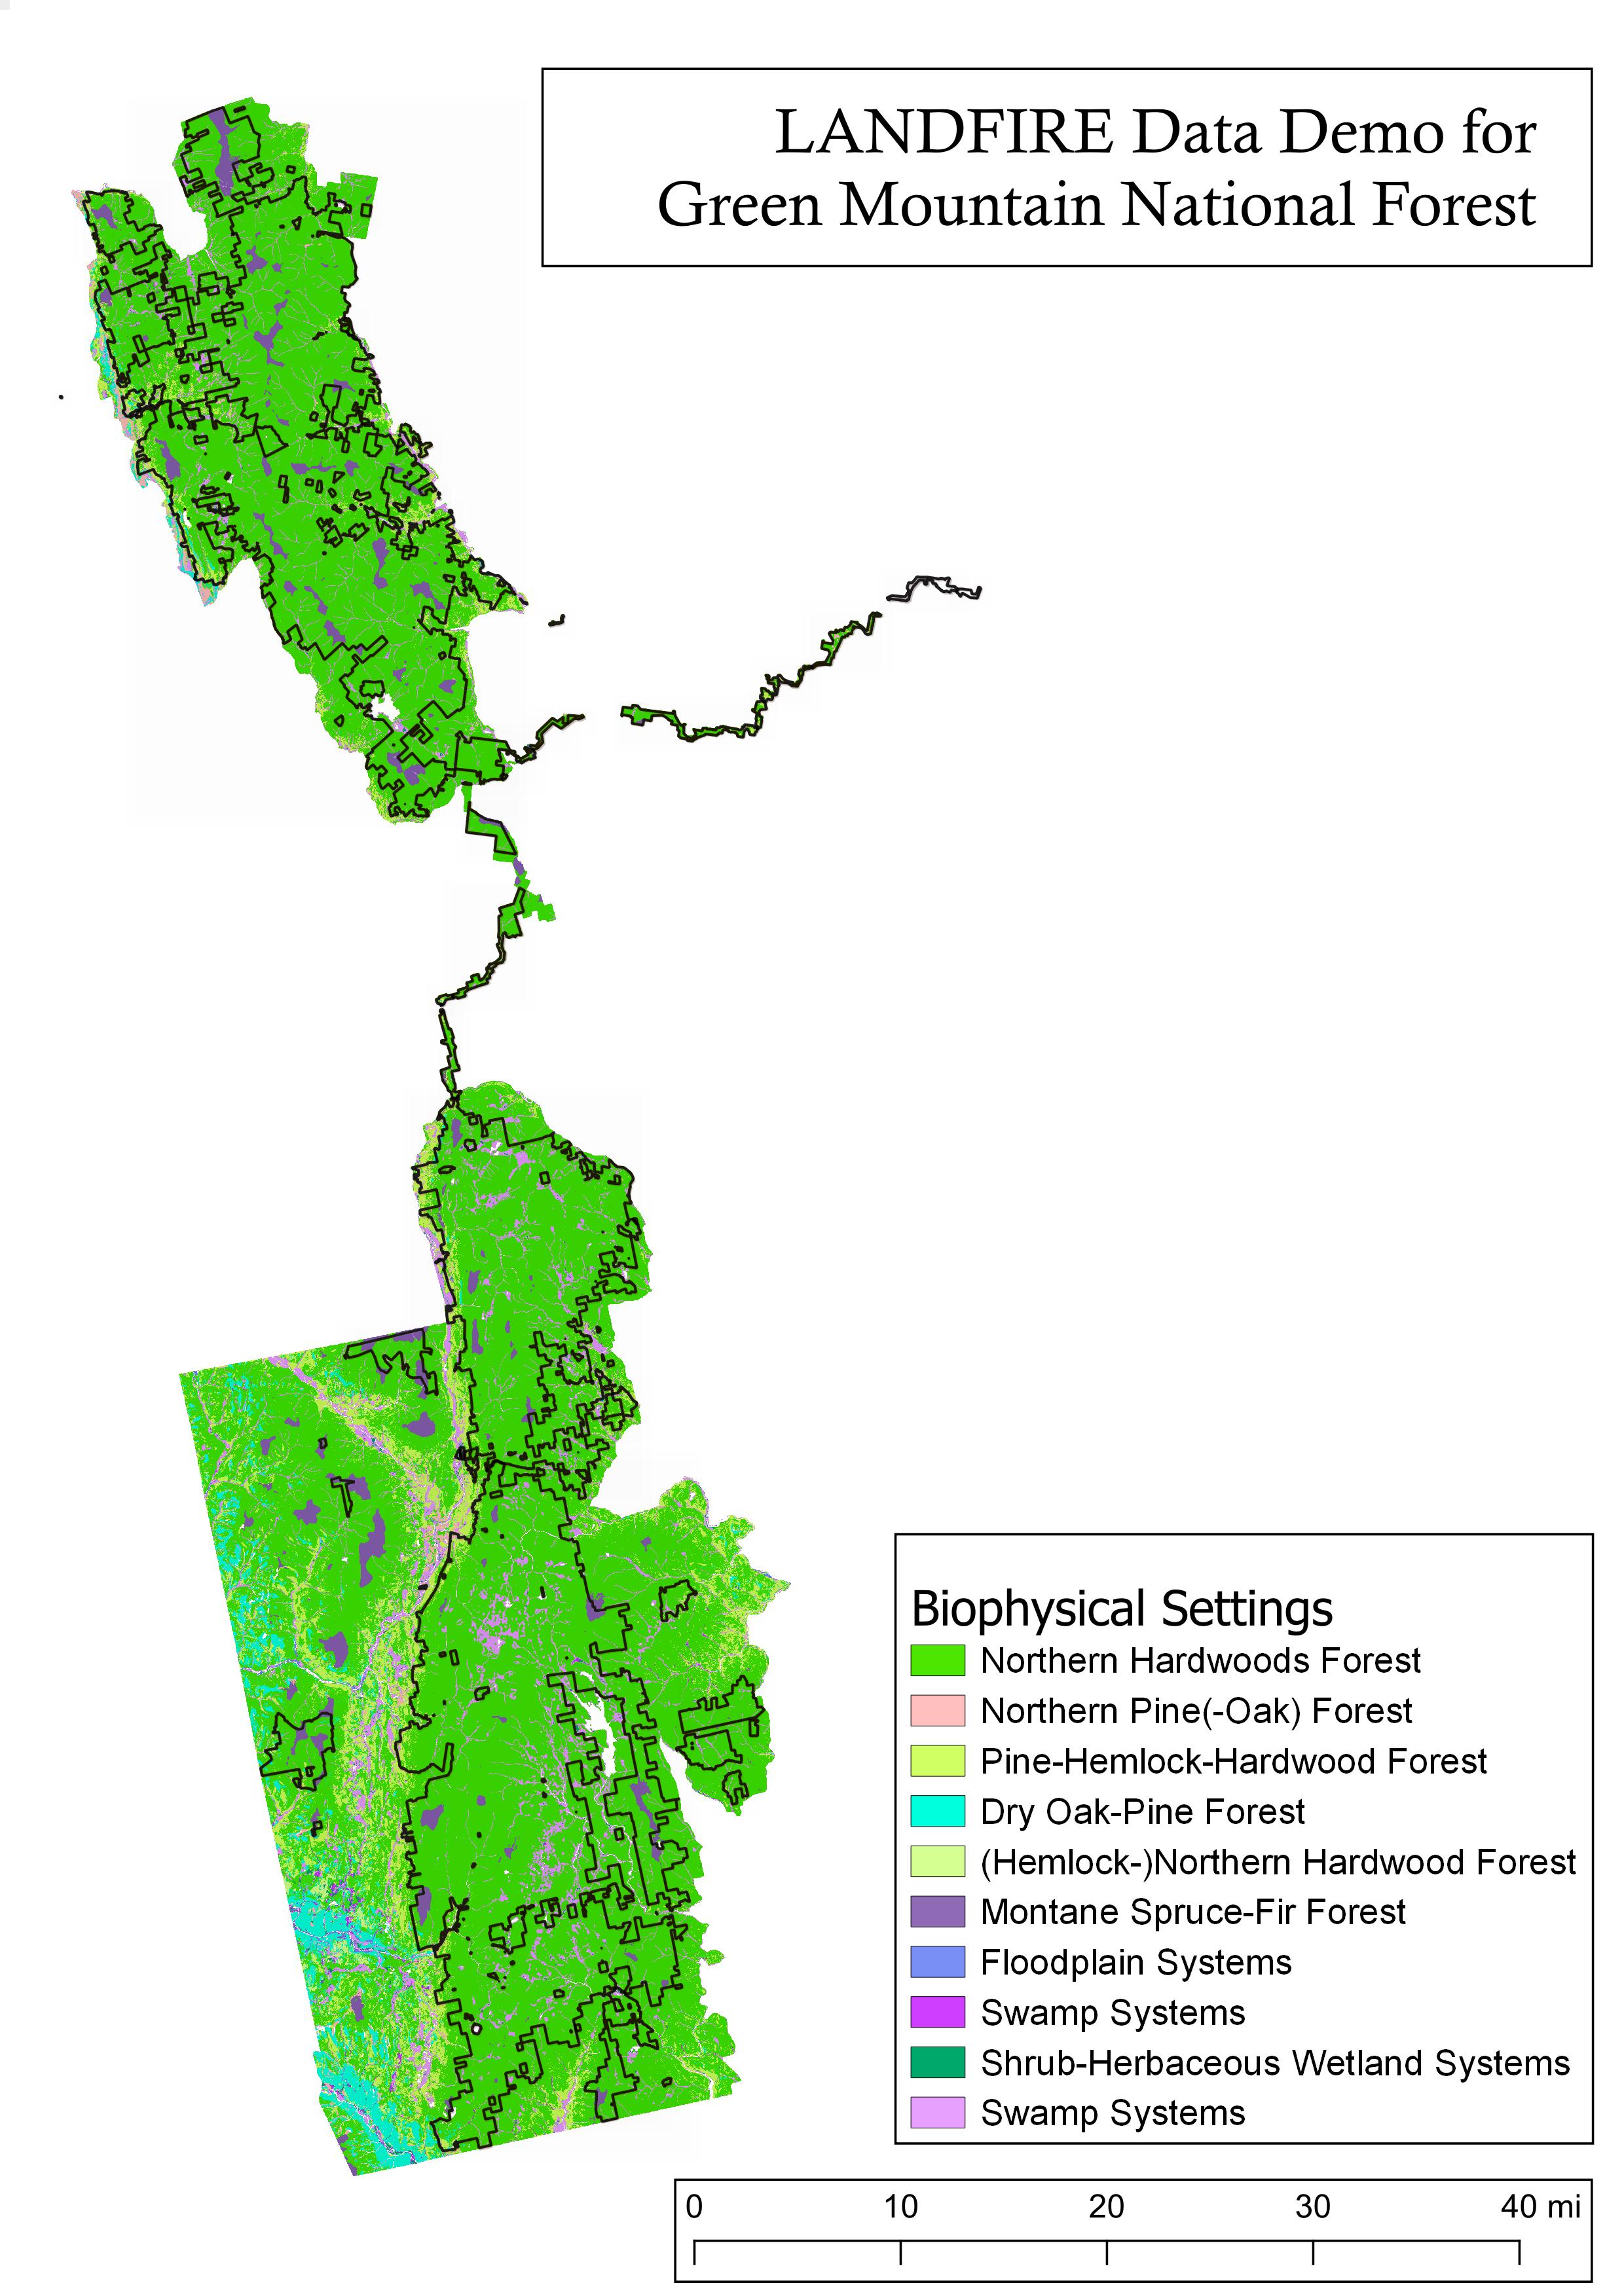 LANDFIRE Data Demo for
Green Mountain National Forest
Biophysical Settings
Northern Hardwoods Forest
Northern Pine(-Oak) Forest
Pine-Hemlock-Hardwood Forest
Dry Oak-Pine Forest
(Hemlock-)Northern Hardwood Forest
Montane Spruce-Fir Forest
Floodplain Systems
Swamp Systems
Shrub-Herbaceous Wetland Systems
Swamp Systems
0 10 20 30 40 mi